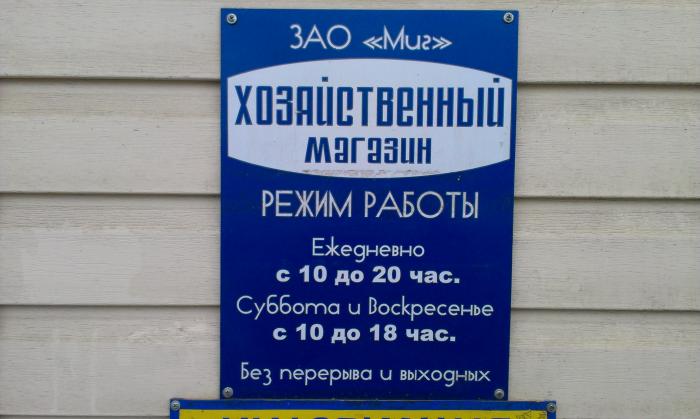 ЗАО «Миг»
ХОЗЯЙСТВЕННЫЙ
магазин
РЕЖИМ РАБОТЫ
Ежедневно
с 10 до 20 час.
Суббота и Воскресенье
с 10 до 18 час.
Без перерыва и выходных